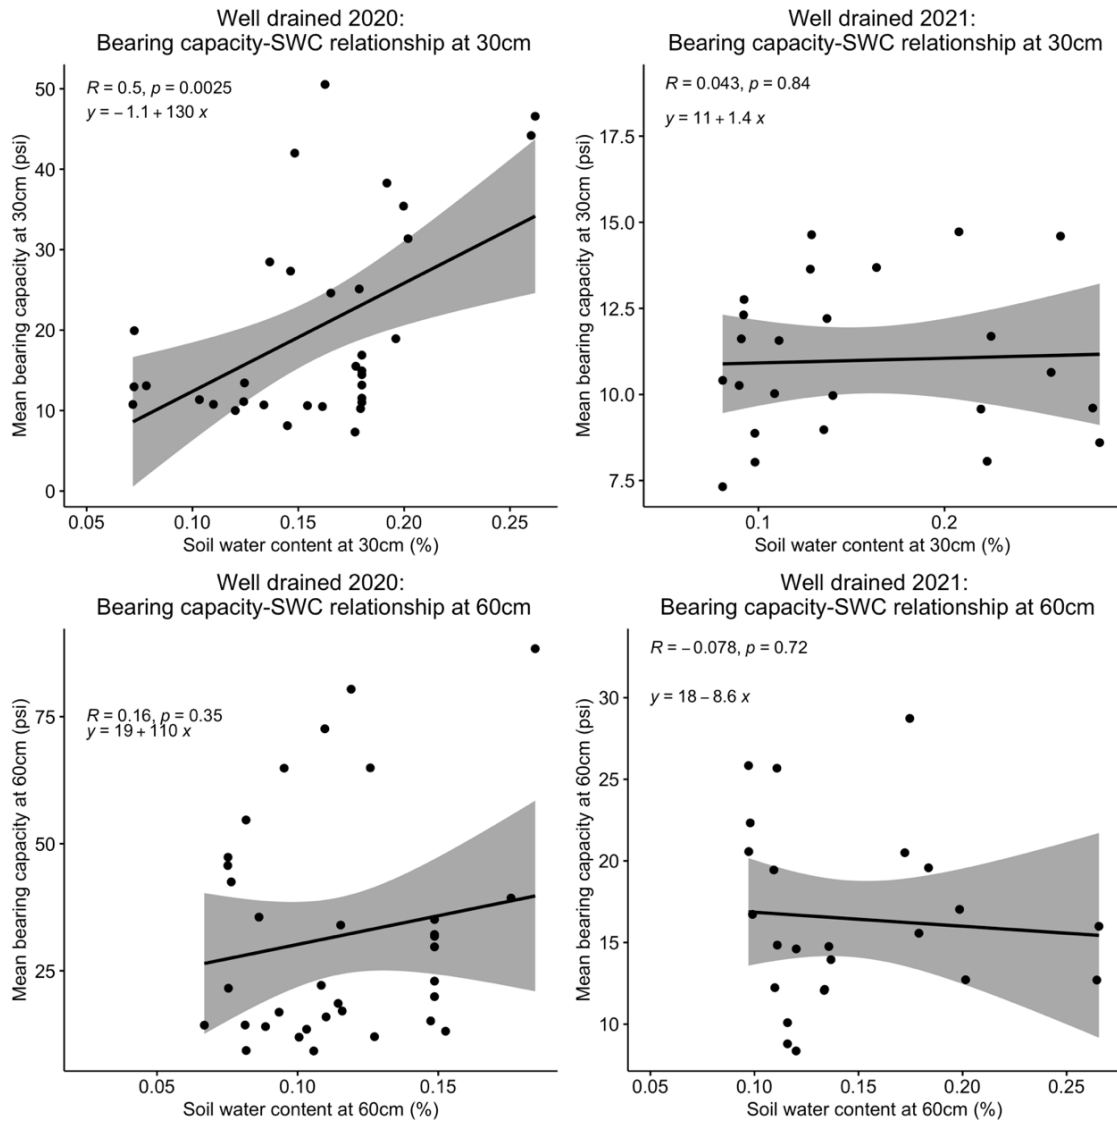 Well drained 2020:
Bearing capacity-SWC relationship at 30cm
R = 0.5, p = 0.0025
y = −1.1 + 130 x
Mean bearing capacity at 30cm (psi)
50
40
30
20
10
0
0.05 0.10 0.15 0.20 0.25
Soil water content at 30cm (%)
Well drained 2021:
Bearing capacity-SWC relationship at 30cm
R = 0.043, p = 0.84
y = 11 + 1.4 x
Mean bearing capacity at 30cm (psi)
17.5
15.0
12.5
10.0
7.5
0.1 0.2
Soil water content at 30cm (%)
Well drained 2020:
Bearing capacity-SWC relationship at 60cm
R = 0.16, p = 0.35
y = 19 + 110 x
Mean bearing capacity at 60cm (psi)
75
50
25
0.05 0.10 0.15
Soil water content at 60cm (%)
Well drained 2021:
Bearing capacity-SWC relationship at 60cm
R = −0.078, p = 0.72
y = 18 − 8.6 x
Mean bearing capacity at 60cm (psi)
30
25
20
15
10
0.05 0.10 0.15 0.20 0.25
Soil water content at 60cm (%)